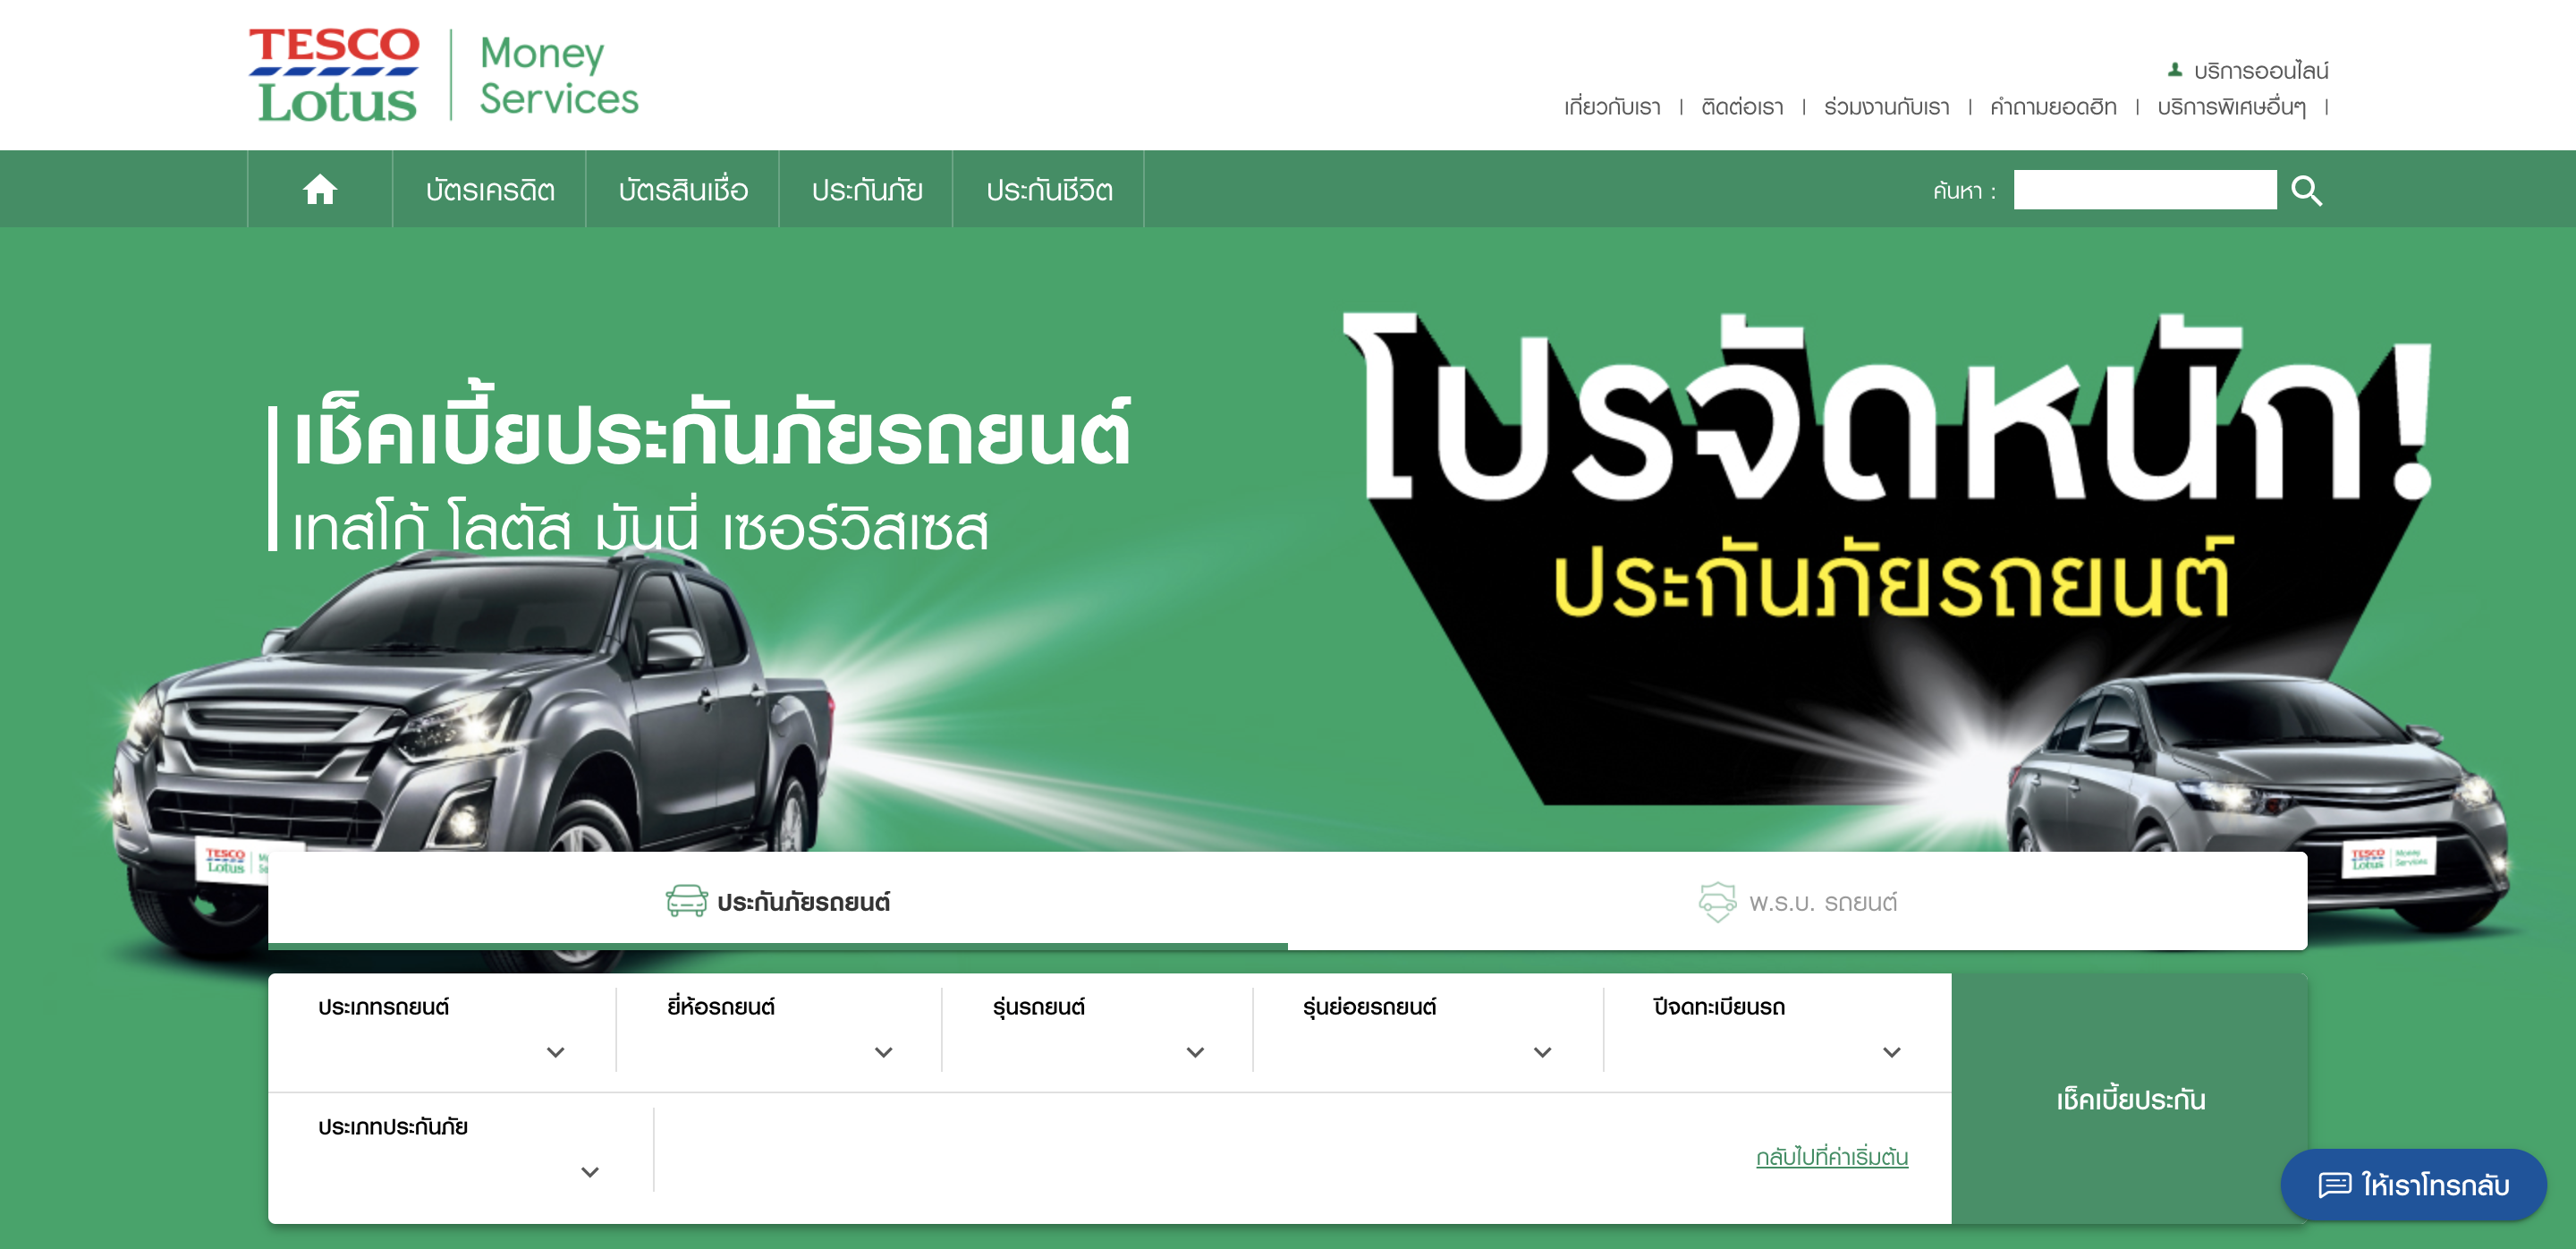 TESCO
Lotus
Money
Services
บริการออนไลน์
เกี่ยวกับเรา | ติดต่อเรา | ร่วมงานกับเรา | คำถามยอดฮิท | บริการพิเศษอื่นๆ |
บัตรเครดิต บัตรสินเชื่อ ประกันภัย ประกันชีวิต ค้นหา :
เช็คเบี้ยประกันภัยรถยนต์
เทสโก้ โลตัส มันนี่ เซอร์วิสเซส
โปรจัดหนัก!
ประกันภัยรถยนต์
TESCO
Lotus
TESCO
Lotus
Money
Services
ประกันภัยรถยนต์ พ.ร.บ. รถยนต์
ประเภทรถยนต์ ยี่ห้อรถยนต์ รุ่นรถยนต์ รุ่นย่อยรถยนต์ ปีจดทะเบียนรถ
ประเภทประกันภัย
กลับไปที่ค่าเริ่มต้น
เช็คเบี้ยประกัน
ให้เราโทรกลับ